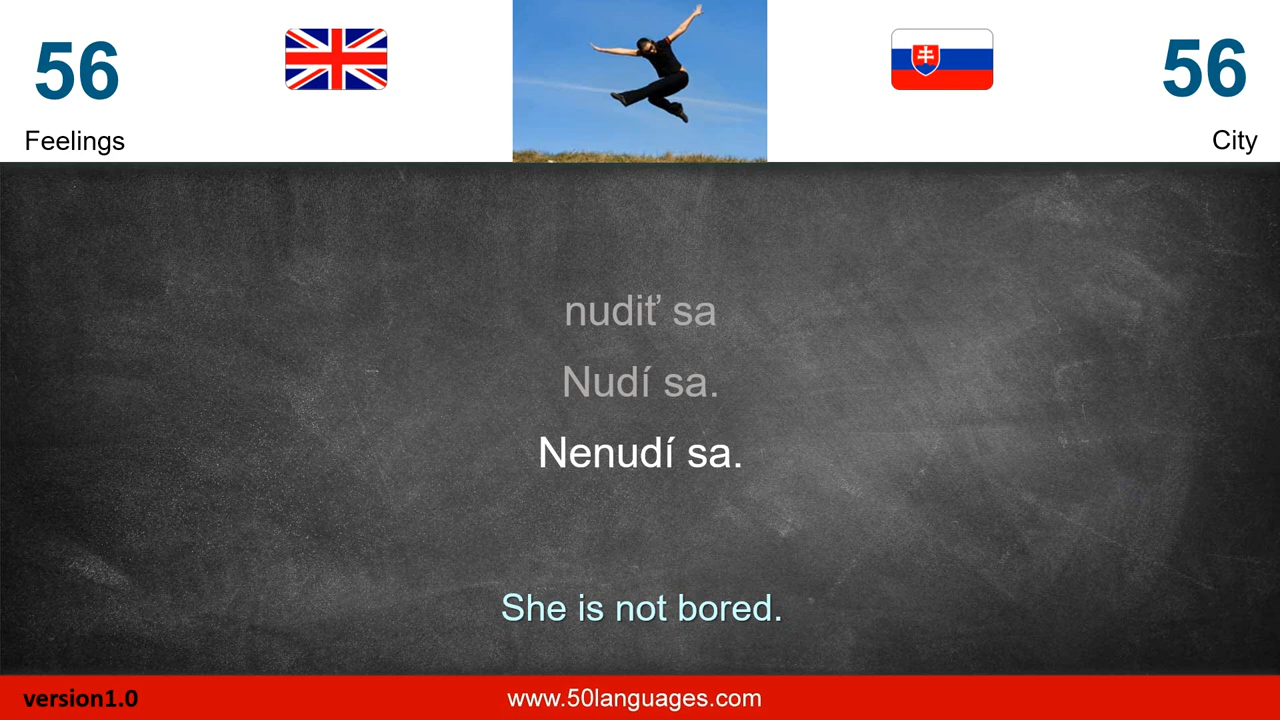 56
Feelings
56
City
nudiť sa
Nudí sa.
Nenudí sa.
She is not bored.
version1.0
www.50languages.com